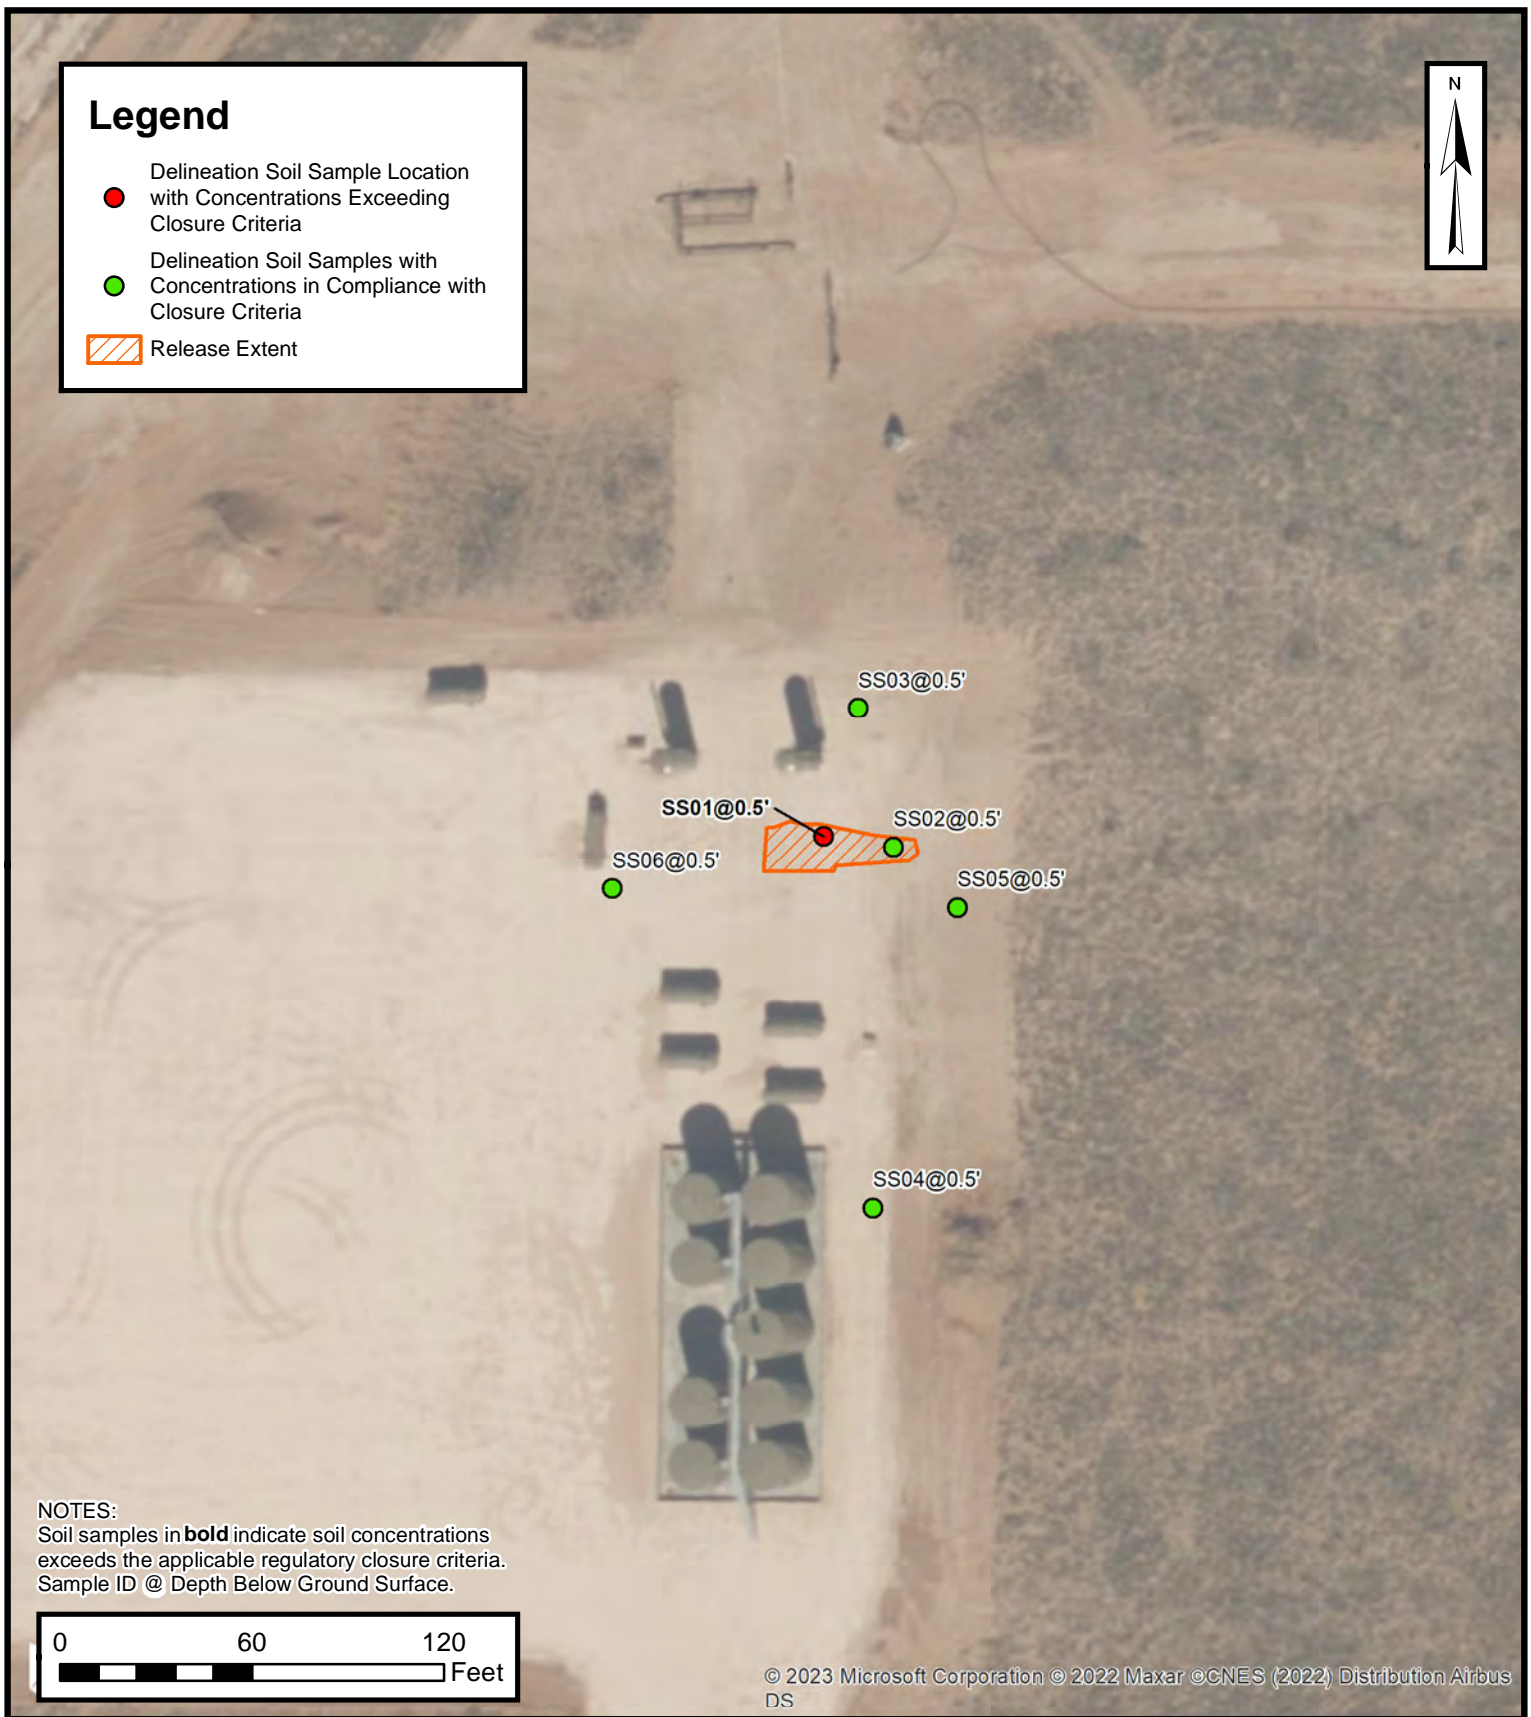 Legend
Delineation Soil Sample Location
with Concentrations Exceeding
Closure Criteria
Delineation Soil Samples with
Concentrations in Compliance with
Closure Criteria
Release Extent
N
SS03@0.5'
SS01@0.5'
SS02@0.5'
SS06@0.5'
SS05@0.5'
SS04@0.5'
NOTES:
Soil samples in bold indicate soil concentrations
exceeds the applicable regulatory closure criteria.
Sample ID @ Depth Below Ground Surface.
0 60 120
Feet
© 2023 Microsoft Corporation © 2022 Maxar ©CNES (2022) Distribution Airbus
DS